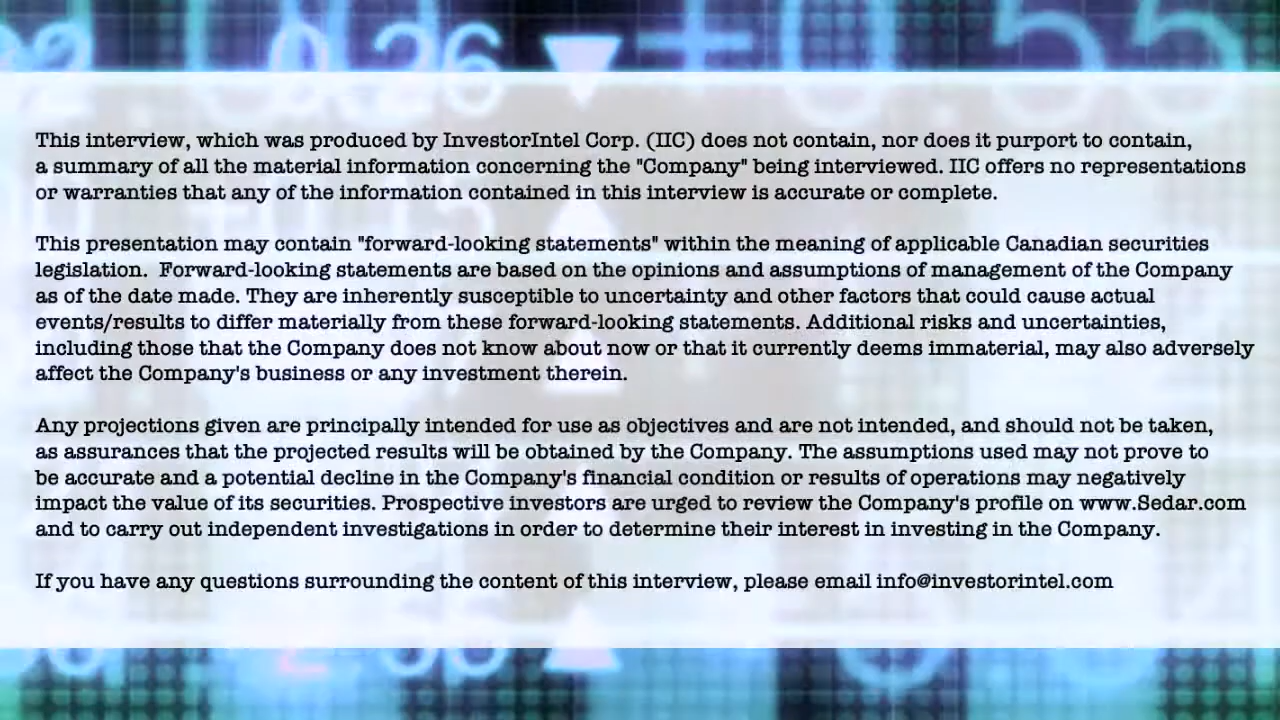 02 0.26 ▼ +0.55
This interview, which was produced by InvestorIntel Corp. (IIC) does not contain, nor does it purport to contain,
a summary of all the material information concerning the "Company" being interviewed. IIC offers no representations
or warranties that any of the information contained in this interview is accurate or complete.
This presentation may contain "forward-looking statements" within the meaning of applicable Canadian securities
legislation.  Forward-looking statements are based on the opinions and assumptions of management of the Company
as of the date made. They are inherently susceptible to uncertainty and other factors that could cause actual
events/results to differ materially from these forward-looking statements. Additional risks and uncertainties,
including those that the Company does not know about now or that it currently deems immaterial, may also adversely
affect the Company's business or any investment therein.
Any projections given are principally intended for use as objectives and are not intended, and should not be taken,
as assurances that the projected results will be obtained by the Company. The assumptions used may not prove to
be accurate and a potential decline in the Company's financial condition or results of operations may negatively
impact the value of its securities. Prospective investors are urged to review the Company's profile on www.Sedar.com
and to carry out independent investigations in order to determine their interest in investing in the Company.
If you have any questions surrounding the content of this interview, please email info@investorintel.com